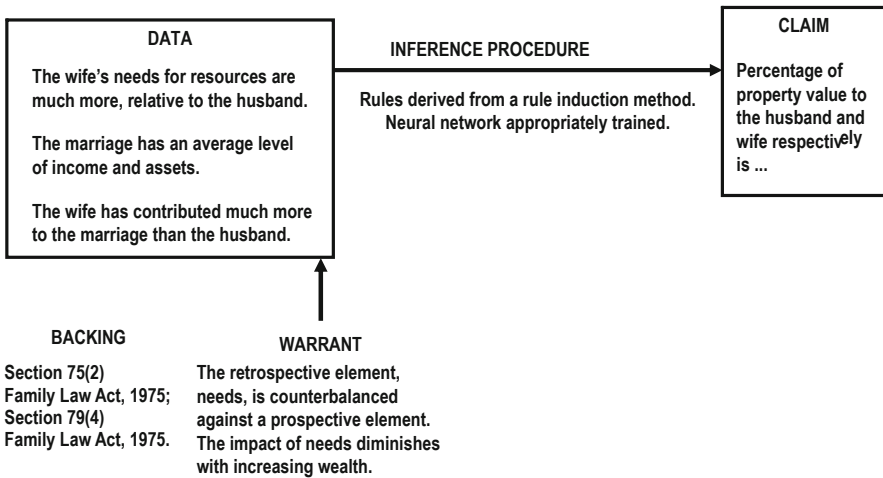 DATA
The wife's needs for resources are
much more, relative to the husband.
The marriage has an average level
of income and assets.
The wife has contributed much more
to the marriage than the husband.
INFERENCE PROCEDURE
Rules derived from a rule induction method.
Neural network appropriately trained.
CLAIM
Percentage of
property value to
the husband and
wife respectively
is ...
BACKING
Section 75(2)
Family Law Act, 1975;
Section 79(4)
Family Law Act, 1975.
WARRANT
The retrospective element,
needs, is counterbalanced
against a prospective element.
The impact of needs diminishes
with increasing wealth.